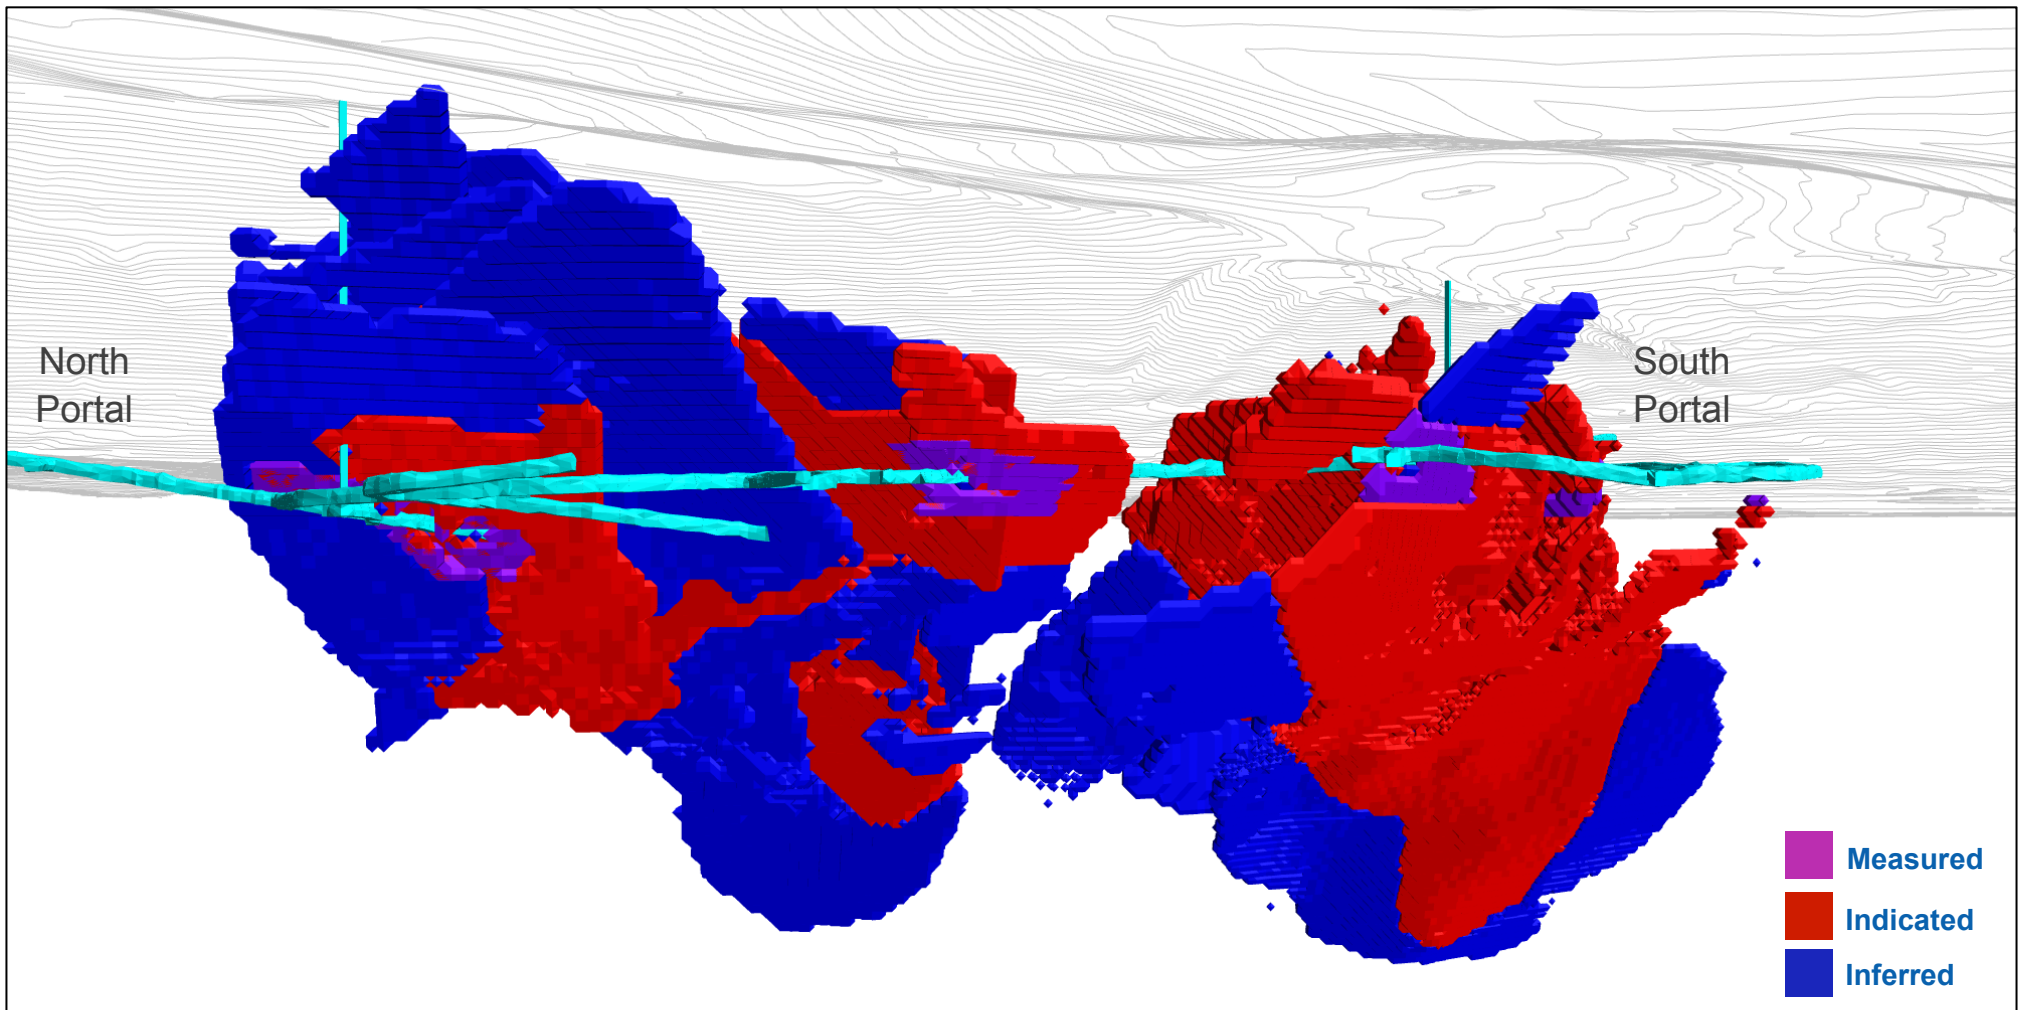 North
Portal
South
Portal
Measured
Indicated
Inferred